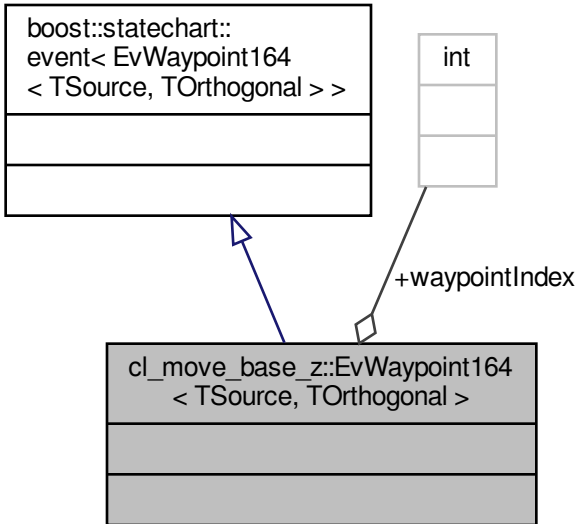 boost::statechart::
event< EvWaypoint164
< TSource, TOrthogonal > >
int
+waypointIndex
cl_move_base_z::EvWaypoint164
< TSource, TOrthogonal >